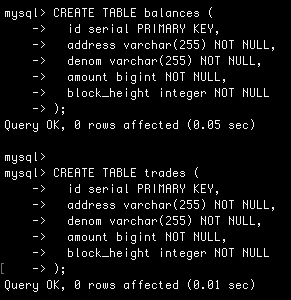 mysql> CREATE TABLE balances (
    ->   id serial PRIMARY KEY,
    ->   address varchar(255) NOT NULL,
    ->   denom varchar(255) NOT NULL,
    ->   amount bigint NOT NULL,
    ->   block_height integer NOT NULL
    -> );
Query OK, 0 rows affected (0.05 sec)

mysql>
mysql> CREATE TABLE trades (
    ->   id serial PRIMARY KEY,
    ->   address varchar(255) NOT NULL,
    ->   denom varchar(255) NOT NULL,
    ->   amount bigint NOT NULL,
    ->   block_height integer NOT NULL
[   -> );
Query OK, 0 rows affected (0.01 sec)